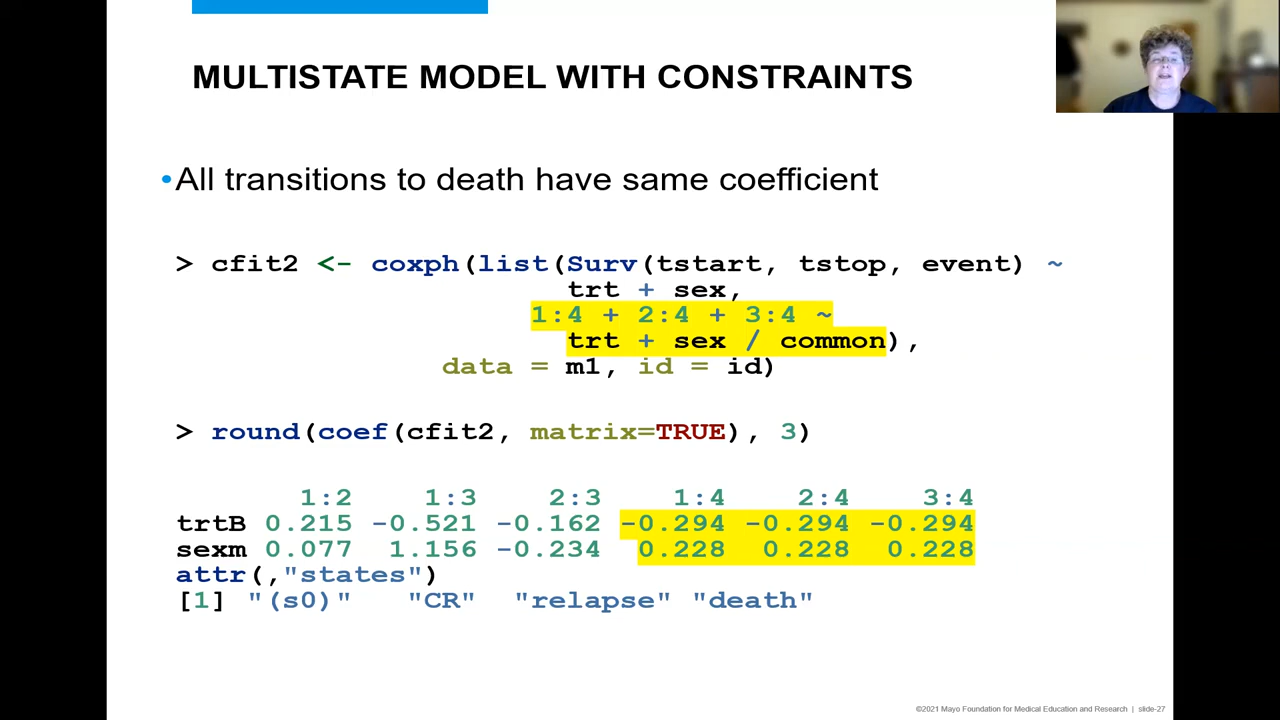 MULTISTATE MODEL WITH CONSTRAINTS
•All transitions to death have same coefficient
> cfit2 <- coxph(list(Surv(tstart, tstop, event) ~
trt + sex,
1:4 + 2:4 + 3:4 ~
trt + sex / common),
data = m1, id = id)
> round(coef(cfit2, matrix=TRUE), 3)
1:2 1:3 2:3 1:4 2:4 3:4
trtB 0.215 -0.521 -0.162 -0.294 -0.294 -0.294
sexm 0.077 1.156 -0.234 0.228 0.228 0.228
attr(,"states")
[1] "(s0)" "CR" "relapse" "death"
©2021 Mayo Foundation for Medical Education and Research | slide-27